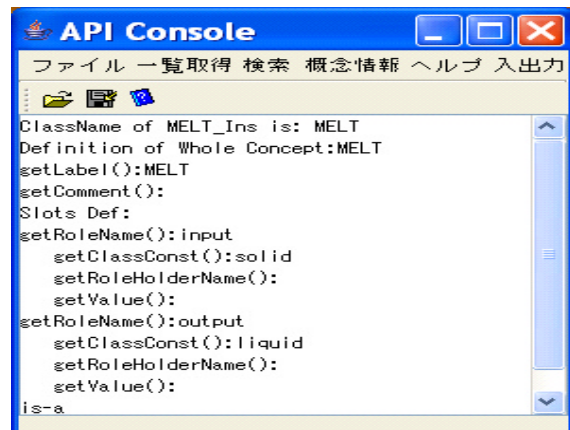 API Console
ファイル 一覧取得 検索 概念情報 ヘルプ 入出力
ClassName of MELT_Ins is: MELT
Definition of Whole Concept:MELT
getLabel():MELT
getComment():
Slots Def:
getRoleName():input
getClassConst():solid
getRoleHolderName():
getValue():
getRoleName():output
getClassConst():liquid
getRoleHolderName():
getValue():
is-a